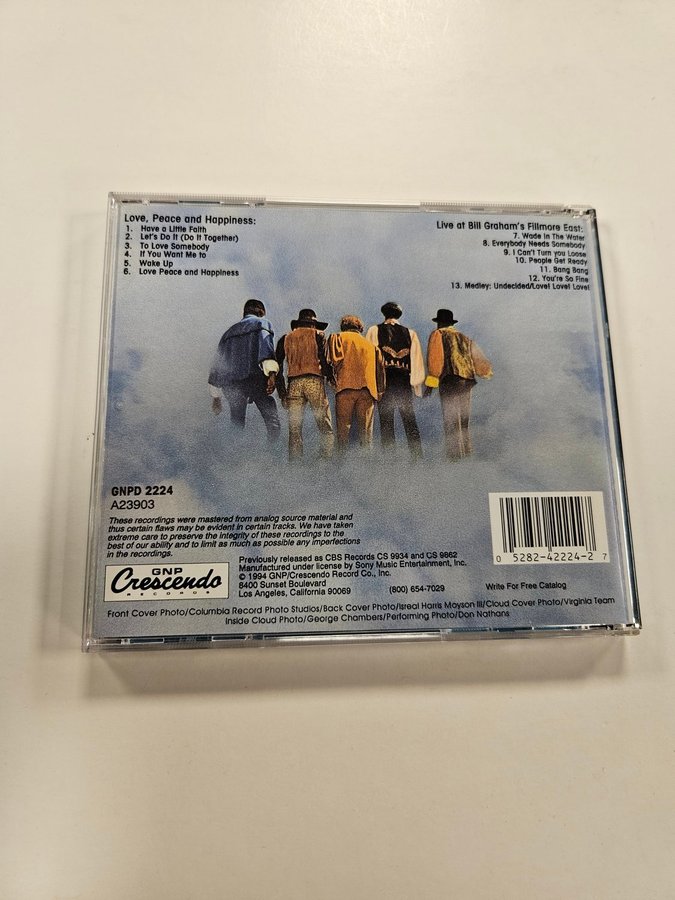 Love, Peace and Happiness:
1. Have a Little Faith
2. Let's Do It (Do It Together)
3. To Love Somebody
4. If You Want Me to
5. Wake Up
6. Love Peace and Happiness
Live at Bill Graham's Fillmore East:
7. Wade In The Water
8. Everybody Needs Somebody
9. I Can't Turn you Loose
10. People Get Ready
11. Bang Bang
12. You're So Fine
13. Medley: Undecided/Love! Love! Love!
GNPD 2224
A23903
These recordings were mastered from analog source material and
thus certain flaws may be evident in certain tracks. We have taken
extreme care to preserve the integrity of these recordings to the
best of our ability and to limit as much as possible any imperfections
in the recordings.
GNP
Crescendo
RECORDS
Previously released as CBS Records CS 9934 and CS 9862
Manufactured under license by Sony Music Entertainment, Inc.
© 1994 GNP/Crescendo Record Co., Inc.
8400 Sunset Boulevard
Los Angeles, California 90069
(800) 654-7029
Write For Free Catalog
0 5282-42224-2 7
Front Cover Photo/Columbia Record Photo Studios/Back Cover Photo/Isreal Harris Mayson III/Cloud Cover Photo/Virginia Team
Inside Cloud Photo/George Chambers/Performing Photo/Don Nathans